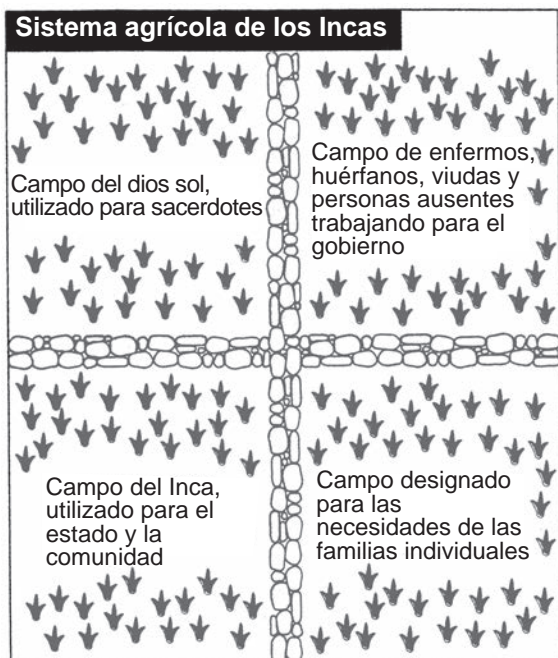 Sistema agrícola de los Incas
Campo del dios sol,
utilizado para sacerdotes
Campo de enfermos,
huérfanos, viudas y
personas ausentes
trabajando para el
gobierno
Campo del Inca,
utilizado para el
estado y la
comunidad
Campo designado
para las
necesidades de las
familias individuales